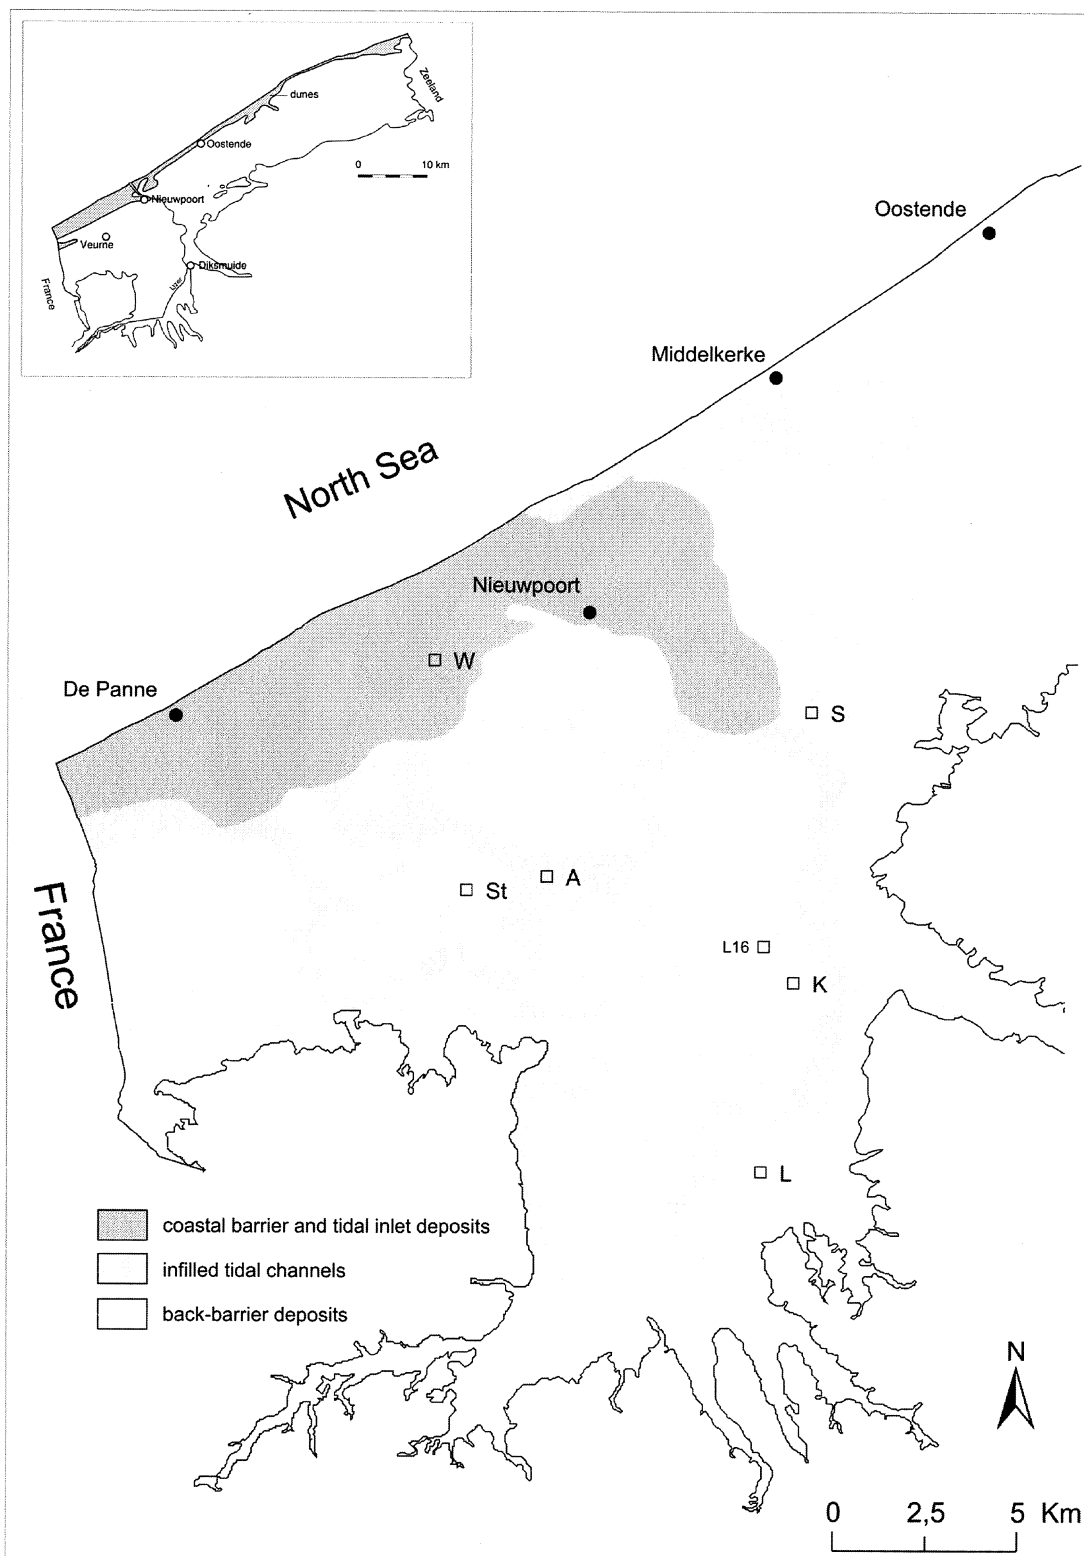 Zeeland
dunes
Oostende
0 10 km
Nieuwpoort
Veurne
Diksmuide
IJzer
France
Oostende
Middelkerke
North Sea
Nieuwpoort
W
De Panne
S
St
A
France
L16
K
L
coastal barrier and tidal inlet deposits
infilled tidal channels
back-barrier deposits
N
0 2,5 5 Km